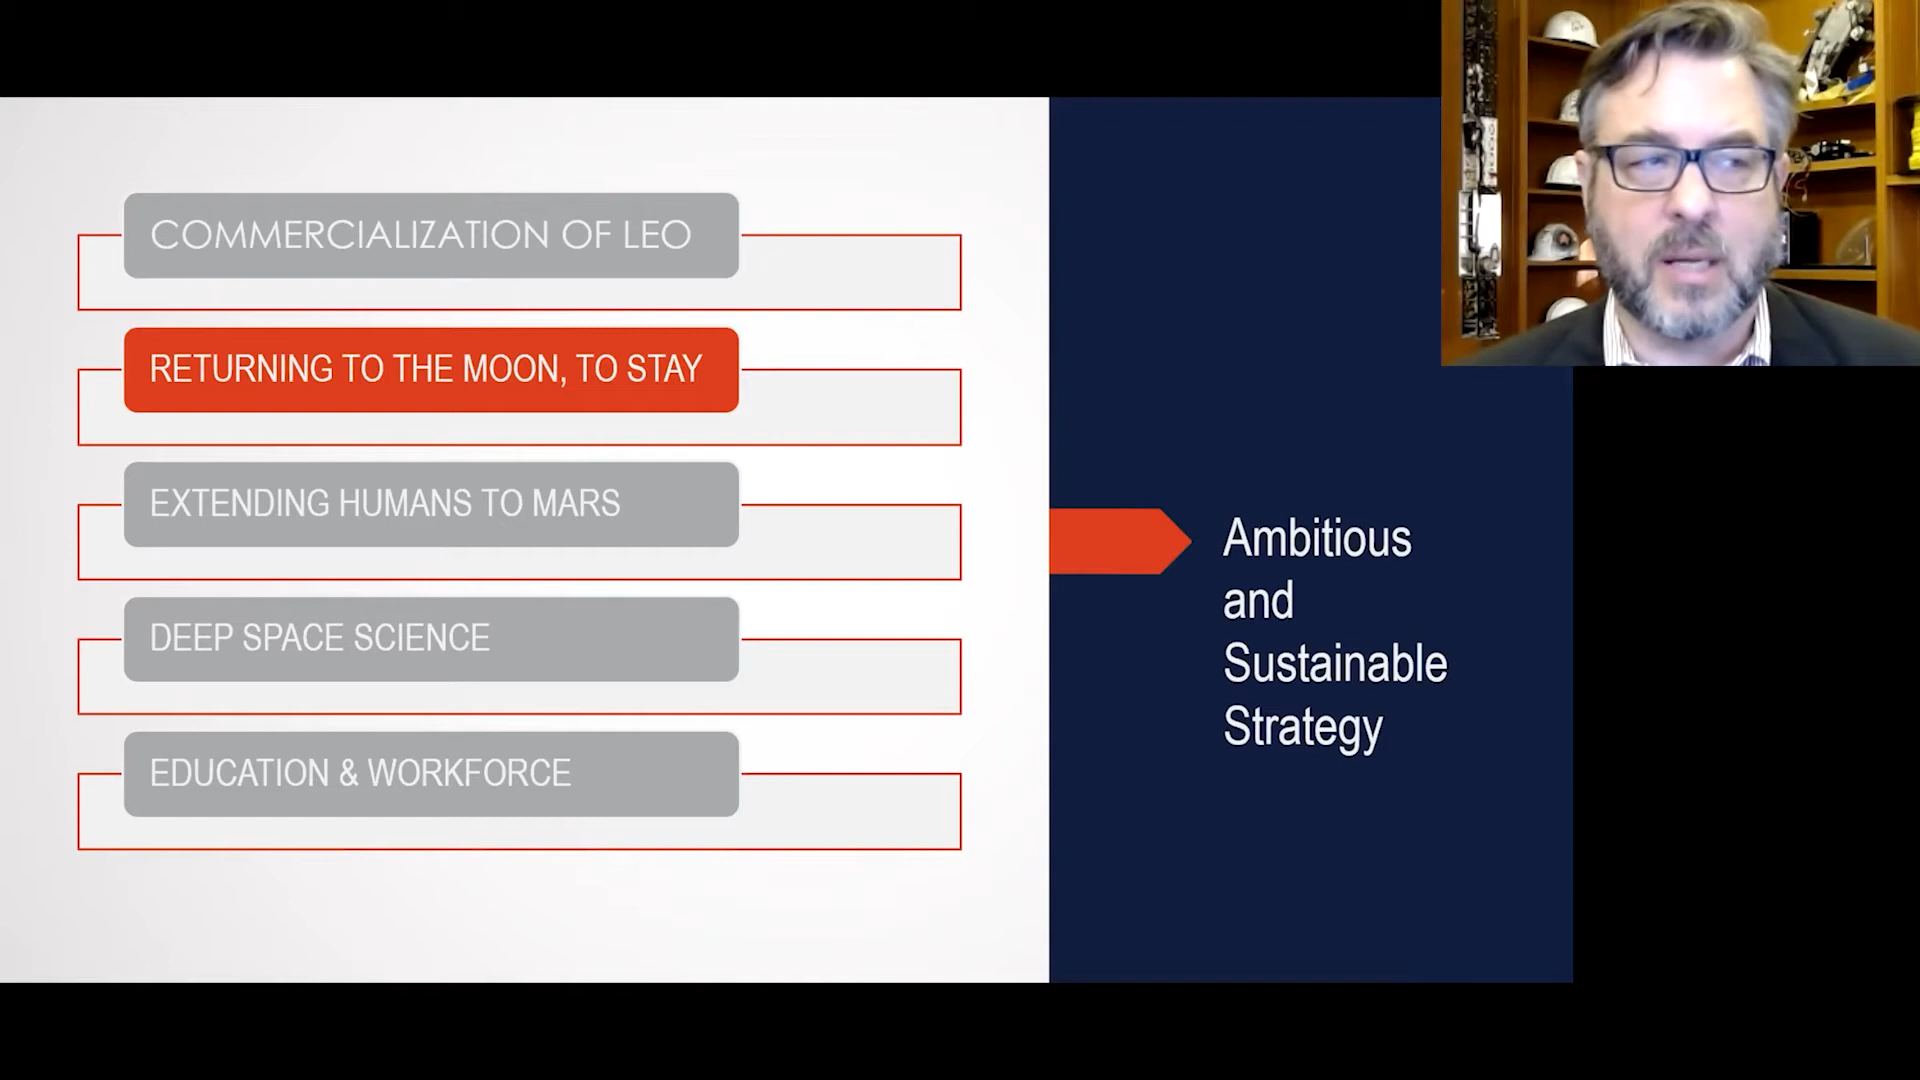 COMMERCIALIZATION OF LEO
RETURNING TO THE MOON, TO STAY
EXTENDING HUMANS TO MARS
DEEP SPACE SCIENCE
EDUCATION & WORKFORCE
Ambitious
and
Sustainable
Strategy